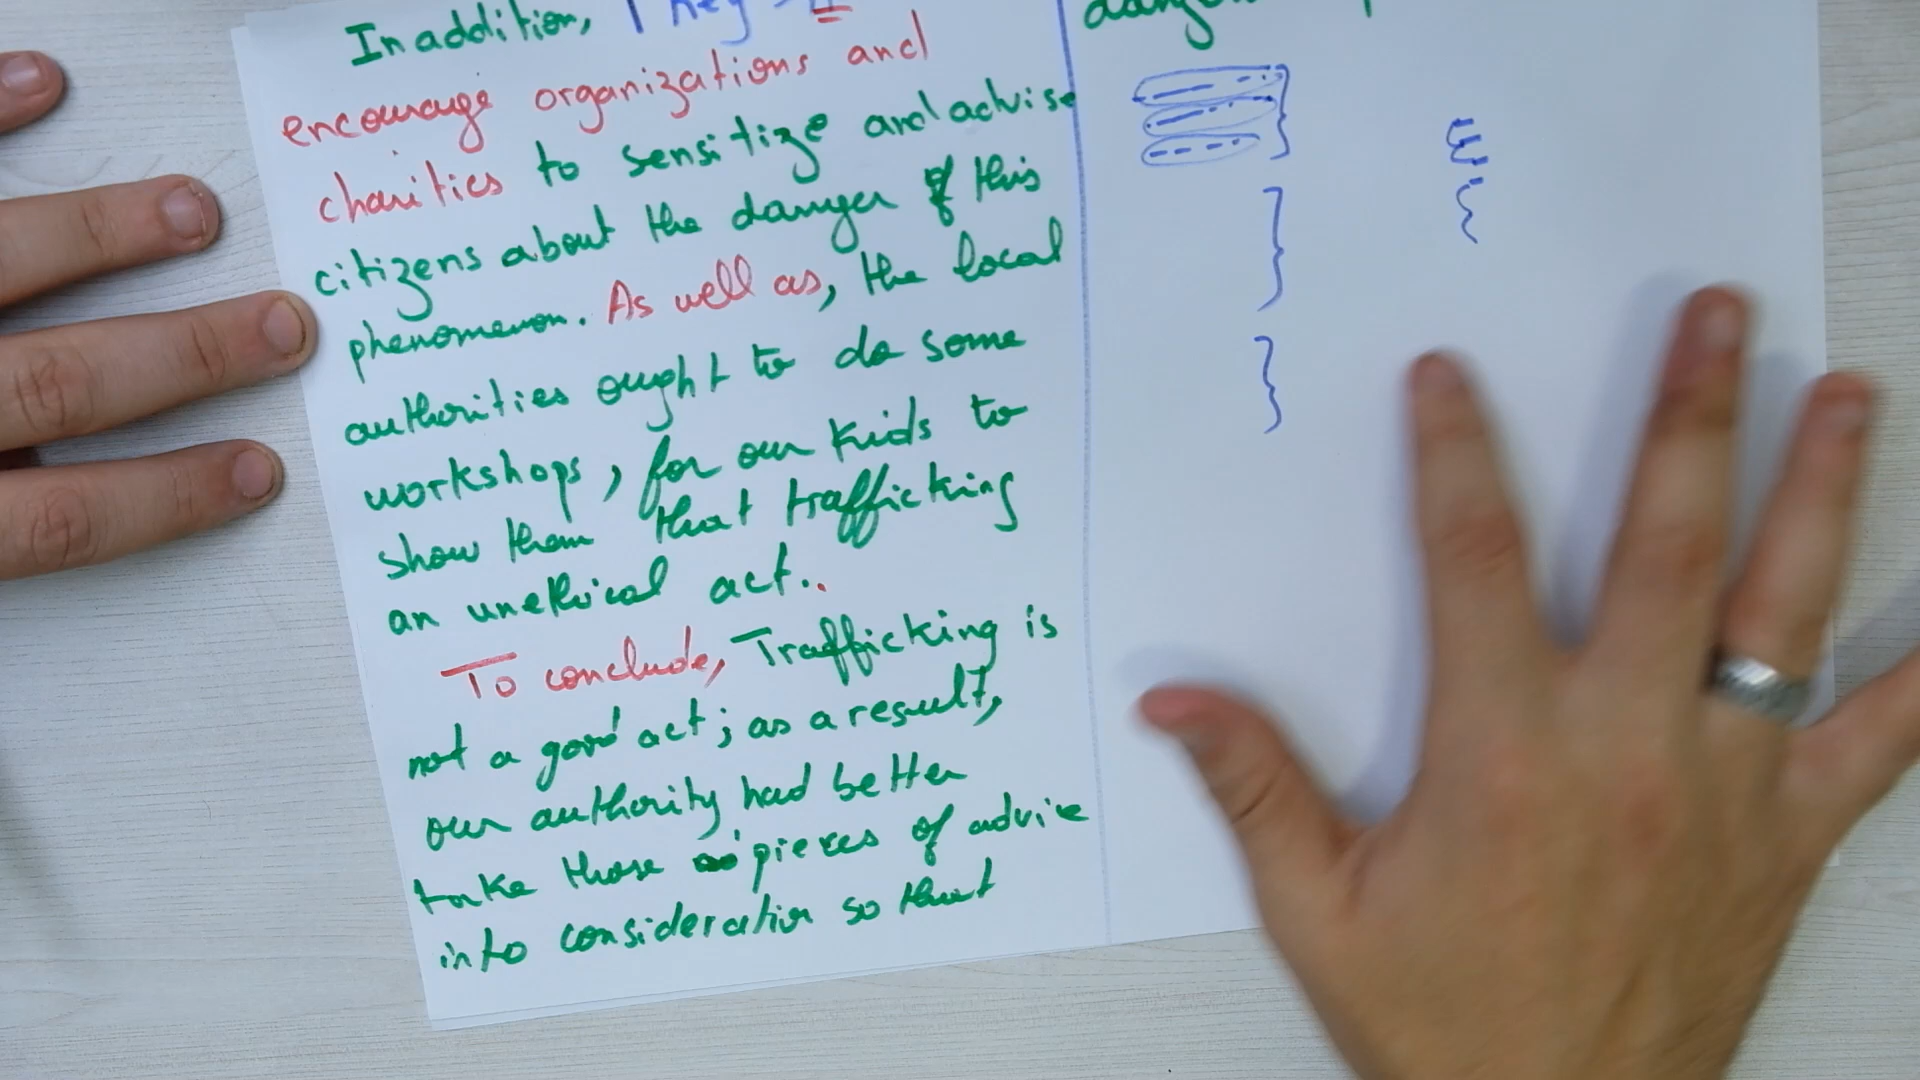 In addition, They
encourage organizations and
charities to sensitize and advise
citizens about the danger of this
phenomenon. As well as, the local
authorities ought to do some
workshops, for our kids to
show them that trafficking
an unethical act..
To conclude, Trafficking is
not a good act; as a result,
our authority had better
take those pieces of advice
into consideration so that